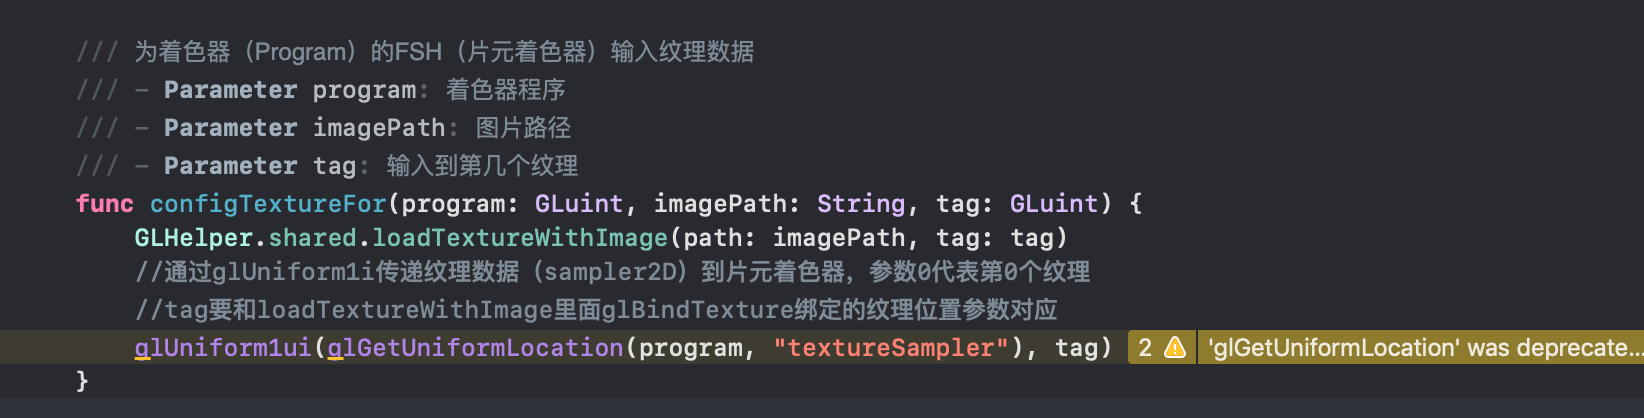 /// 为着色器（Program）的FSH（片元着色器）输入纹理数据
/// - Parameter program: 着色器程序
/// - Parameter imagePath: 图片路径
/// - Parameter tag: 输入到第几个纹理
func configTextureFor(program: GLuint, imagePath: String, tag: GLuint) {
GLHelper.shared.loadTextureWithImage(path: imagePath, tag: tag)
//通过glUniform1i传递纹理数据（sampler2D）到片元着色器，参数0代表第0个纹理
//tag要和loadTextureWithImage里面glBindTexture绑定的纹理位置参数对应
glUniform1ui(glGetUniformLocation(program, "textureSampler"), tag) 2 'glGetUniformLocation' was deprecate...
}